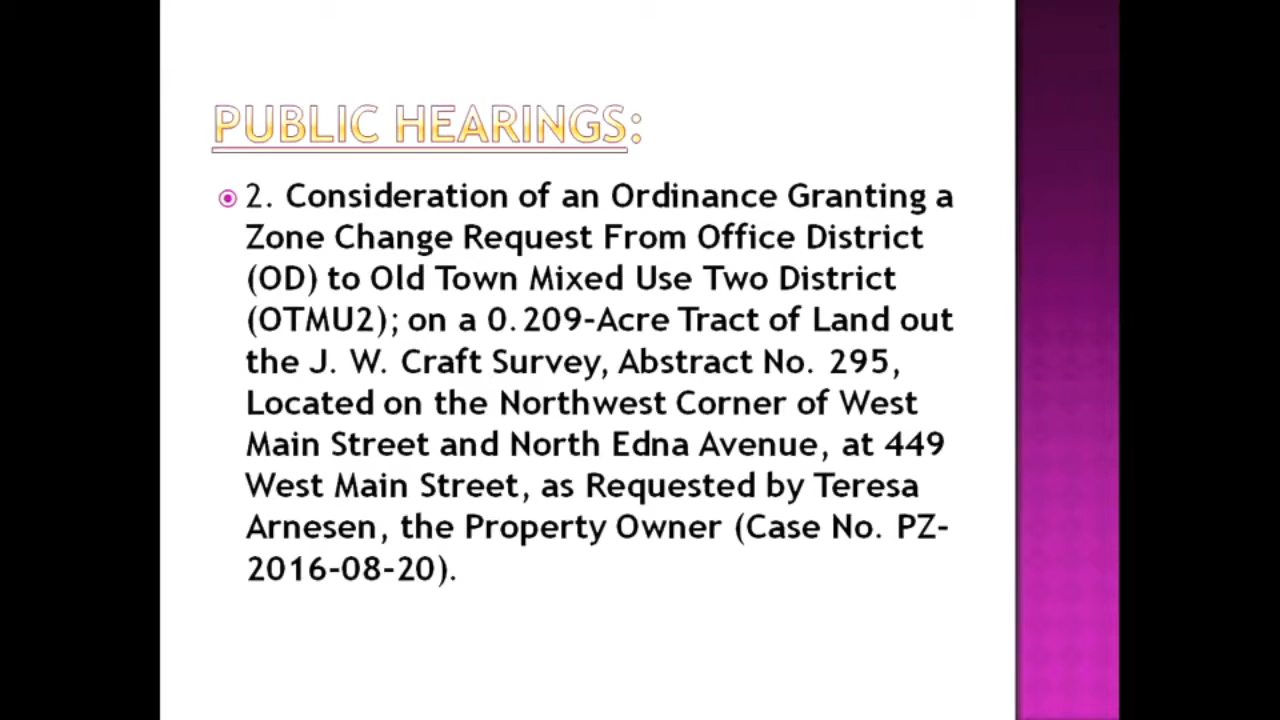 PUBLIC HEARINGS:
2. Consideration of an Ordinance Granting a
Zone Change Request From Office District
(OD) to Old Town Mixed Use Two District
(OTMU2); on a 0.209-Acre Tract of Land out
the J. W. Craft Survey, Abstract No. 295,
Located on the Northwest Corner of West
Main Street and North Edna Avenue, at 449
West Main Street, as Requested by Teresa
Arnesen, the Property Owner (Case No. PZ-
2016-08-20).